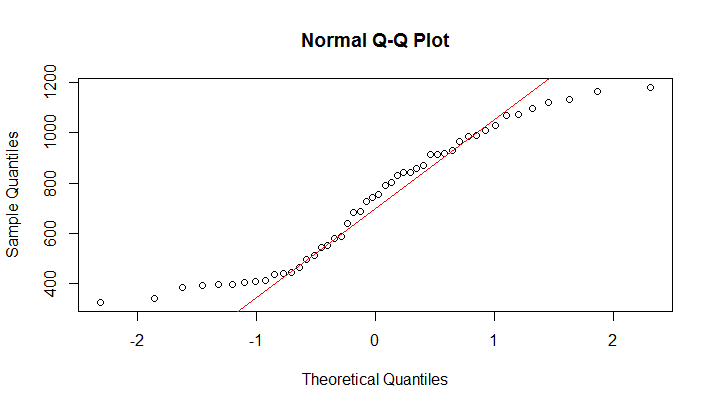 Normal Q-Q Plot
Sample Quantiles
1200
1000
800
600
400
-2 -1 0 1 2
Theoretical Quantiles